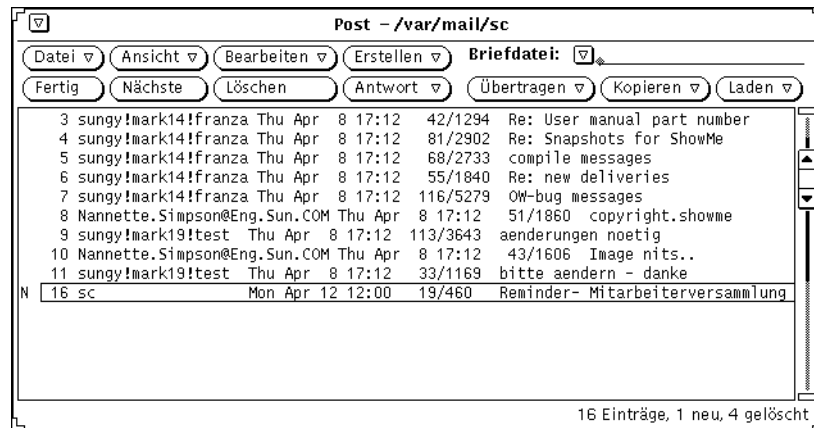 Post - /var/mail/sc
Datei Ansicht Bearbeiten Erstellen Briefdatei:
Fertig Nächste Löschen Antwort Übertragen Kopieren Laden
3 sungy!mark14!franza Thu Apr 8 17:12 42/1294 Re: User manual part number
4 sungy!mark14!franza Thu Apr 8 17:12 81/2902 Re: Snapshots for ShowMe
5 sungy!mark14!franza Thu Apr 8 17:12 68/2733 compile messages
6 sungy!mark14!franza Thu Apr 8 17:12 55/1840 Re: new deliveries
7 sungy!mark14!franza Thu Apr 8 17:12 116/5279 OW-bug messages
8 Nannette.Simpson@Eng.Sun.COM Thu Apr 8 17:12 51/1860 copyright.showme
9 sungy!mark19!test Thu Apr 8 17:12 113/3643 aenderungen noetig
10 Nannette.Simpson@Eng.Sun.COM Thu Apr 8 17:12 43/1606 Image nits..
11 sungy!mark19!test Thu Apr 8 17:12 33/1169 bitte aendern - danke
N 16 sc Mon Apr 12 12:00 19/460 Reminder- Mitarbeiterversammlung
16 Einträge, 1 neu, 4 gelöscht